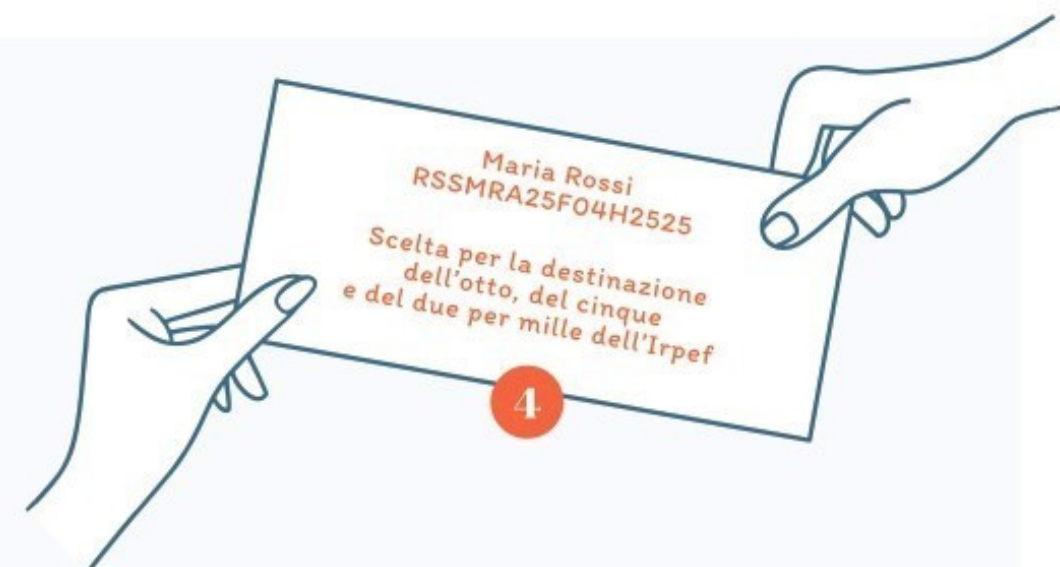 Maria Rossi
RSSMRA25F04H2525
Scelta per la destinazione
dell'otto, del cinque
e del due per mille dell'Irpef
4